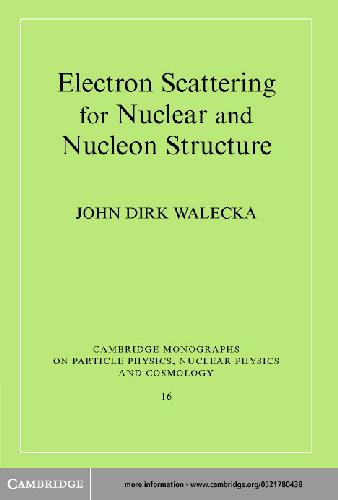 Electron Scattering
for Nuclear and
Nucleon Structure
JOHN DIRK WALECKA
CAMBRIDGE MONOGRAPHS
ON PARTICLE PHYSICS, NUCLEAR PHYSICS
AND COSMOLOGY
16
CAMBRIDGE more information - www.cambridge.org/0521780438